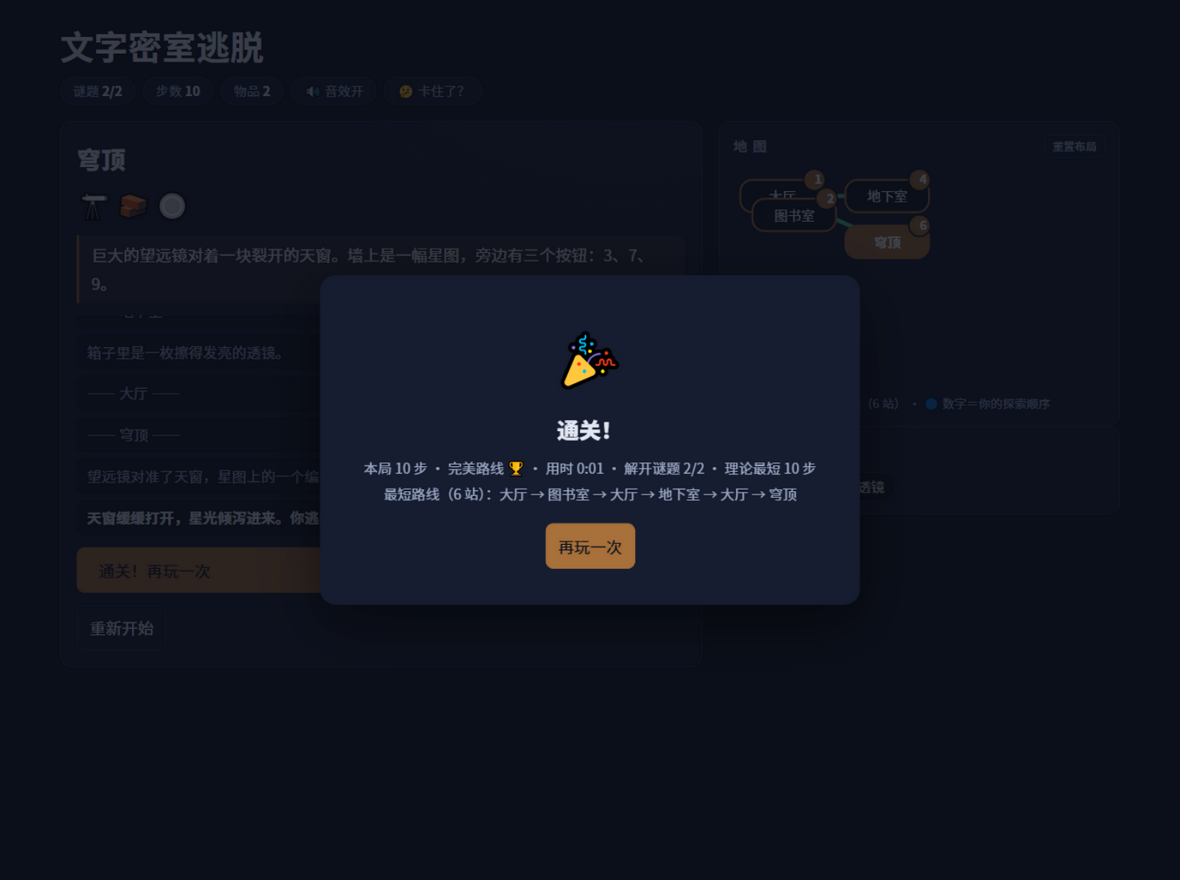 文字密室逃脱
谜题 2/2 步数 10 物品 2 音效开 卡住了？
穹顶
巨大的望远镜对着一块裂开的天窗。墙上是一幅星图，旁边有三个按钮：3、7、
9。
箱子里是一枚擦得发亮的透镜。
—— 大厅 ——
—— 穹顶 ——
望远镜对准了天窗，星图上的一个编
天窗缓缓打开，星光倾泻进来。你逃
通关！再玩一次
重新开始
地图 重置布局
大厅 1
图书室 2
地下室 4
穹顶 6
（6 站） · 数字＝你的探索顺序
透镜
通关！
本局 10 步 · 完美路线 🏆 · 用时 0:01 · 解开谜题 2/2 · 理论最短 10 步
最短路线（6 站）：大厅 → 图书室 → 大厅 → 地下室 → 大厅 → 穹顶
再玩一次